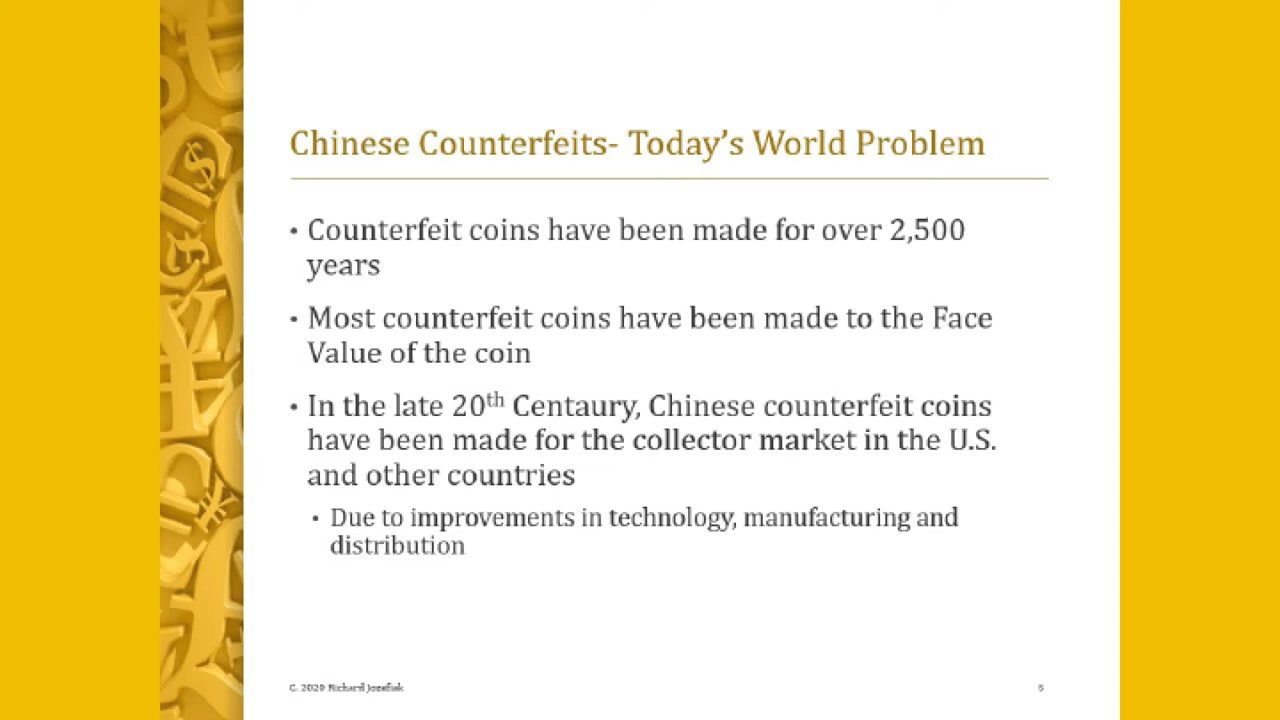 Chinese Counterfeits- Today's World Problem
• Counterfeit coins have been made for over 2,500
years
• Most counterfeit coins have been made to the Face
Value of the coin
• In the late 20th Centaury, Chinese counterfeit coins
have been made for the collector market in the U.S.
and other countries
• Due to improvements in technology, manufacturing and
distribution
C. 2020 Richard Jozefiak
5